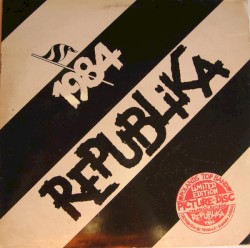 1984
REPUBLIKA
LIMITED
EDITION
PICTURE-DISC
REPUBLIKA